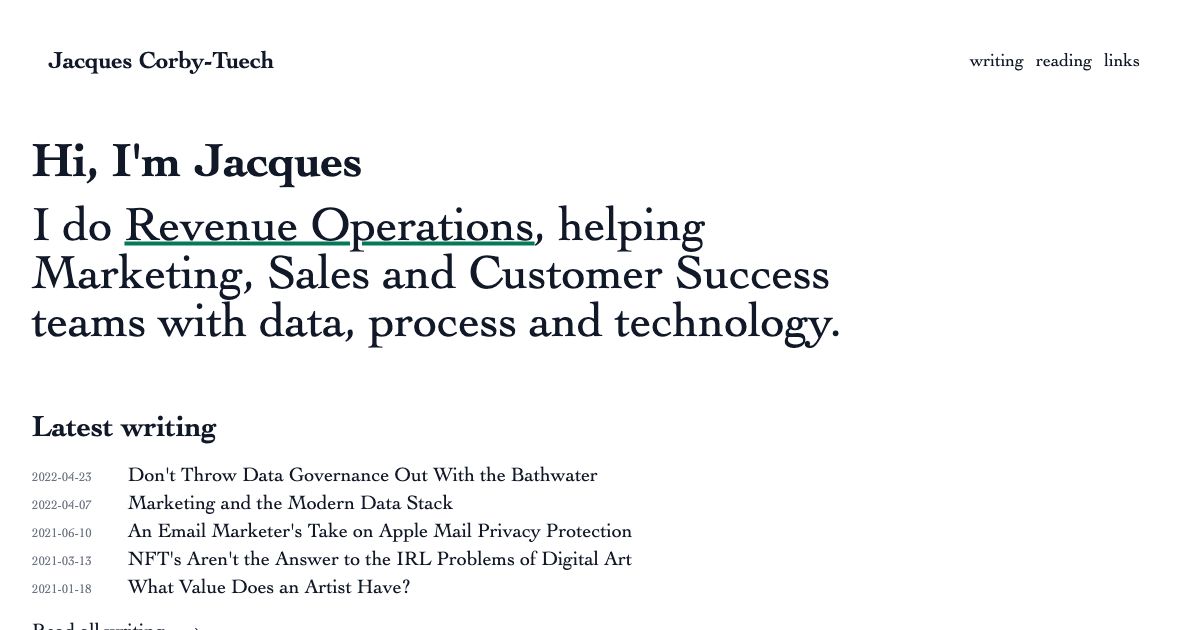 Jacques Corby-Tuech
writing reading links
Hi, I'm Jacques
I do Revenue Operations, helping
Marketing, Sales and Customer Success
teams with data, process and technology.
Latest writing
2022-04-23 Don't Throw Data Governance Out With the Bathwater
2022-04-07 Marketing and the Modern Data Stack
2021-06-10 An Email Marketer's Take on Apple Mail Privacy Protection
2021-03-13 NFT's Aren't the Answer to the IRL Problems of Digital Art
2021-01-18 What Value Does an Artist Have?
Read all writing